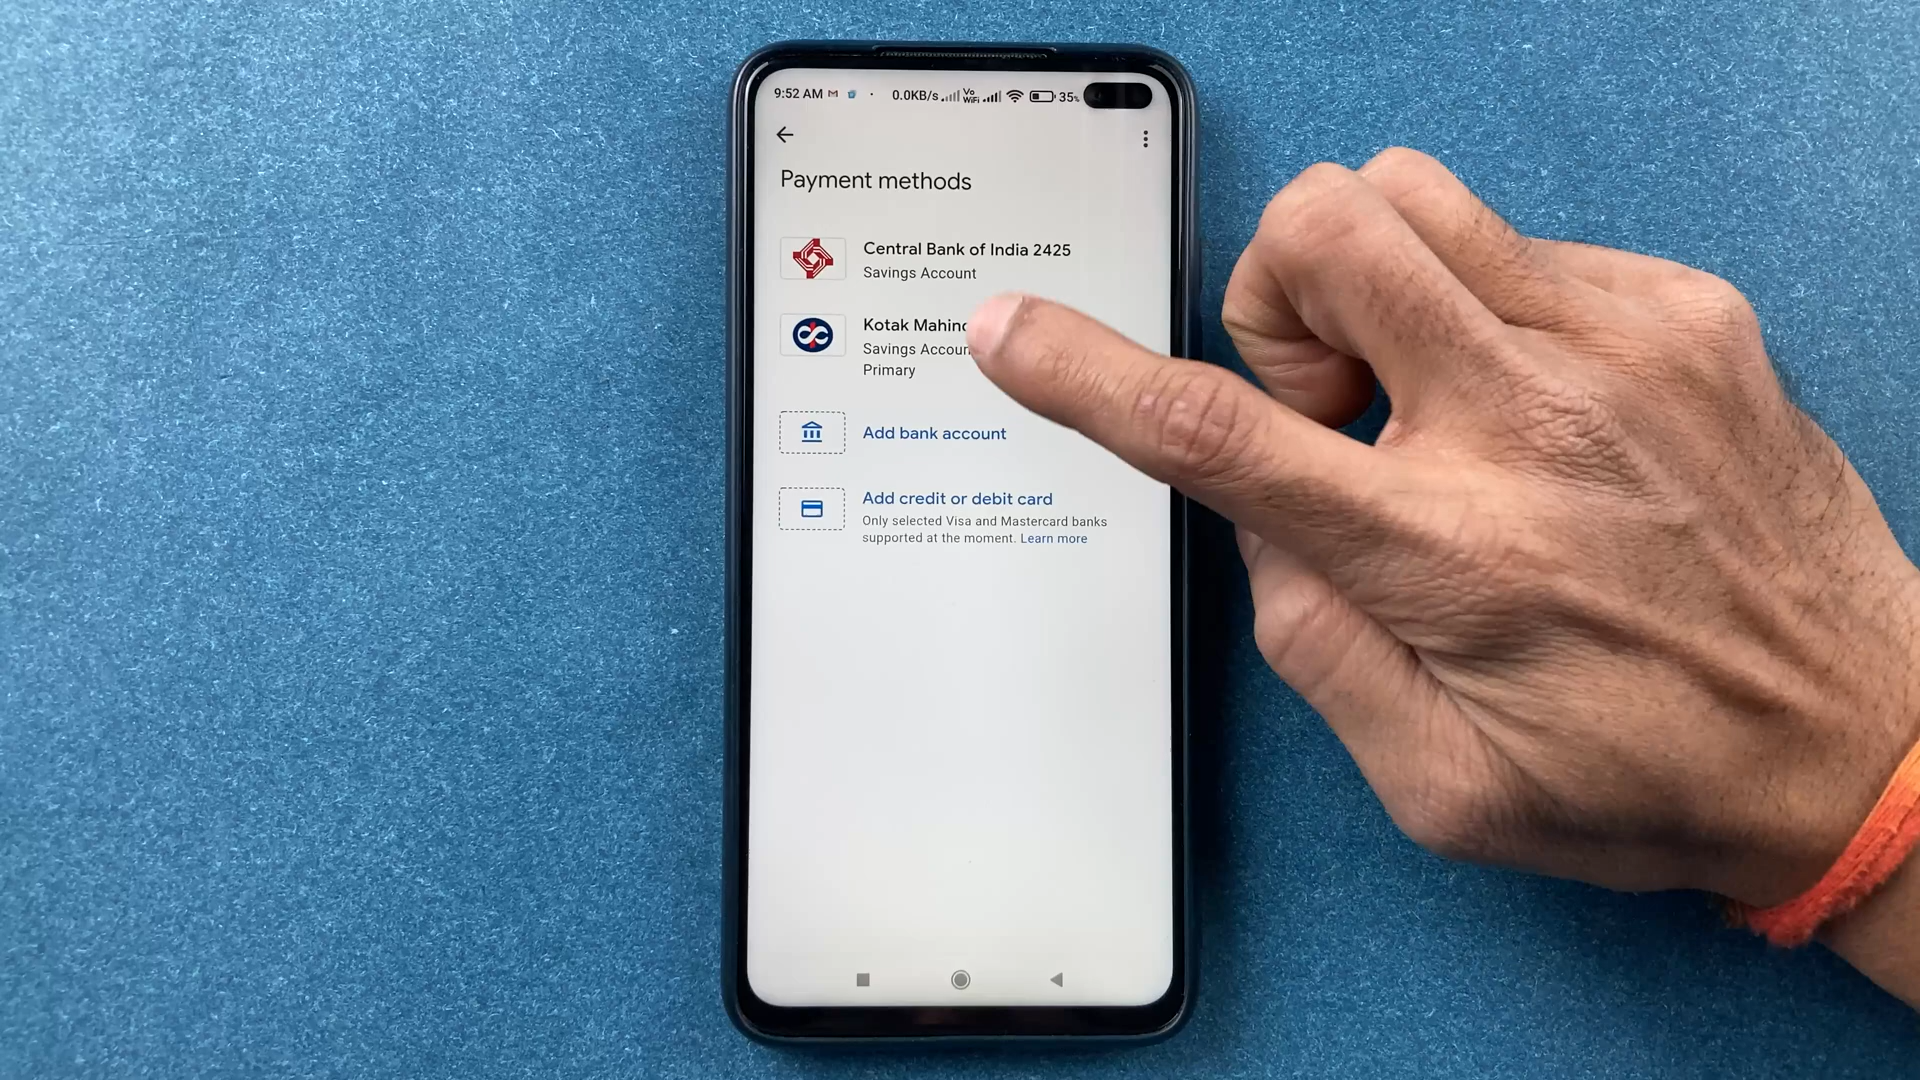 9:52 AM 0.0KB/s Vo WiFi 35%
Payment methods
Central Bank of India 2425
Savings Account
Kotak
Savings
Primary
Add bank account
Add credit or debit card
Only selected Visa and Mastercard banks
supported at the moment. Learn more